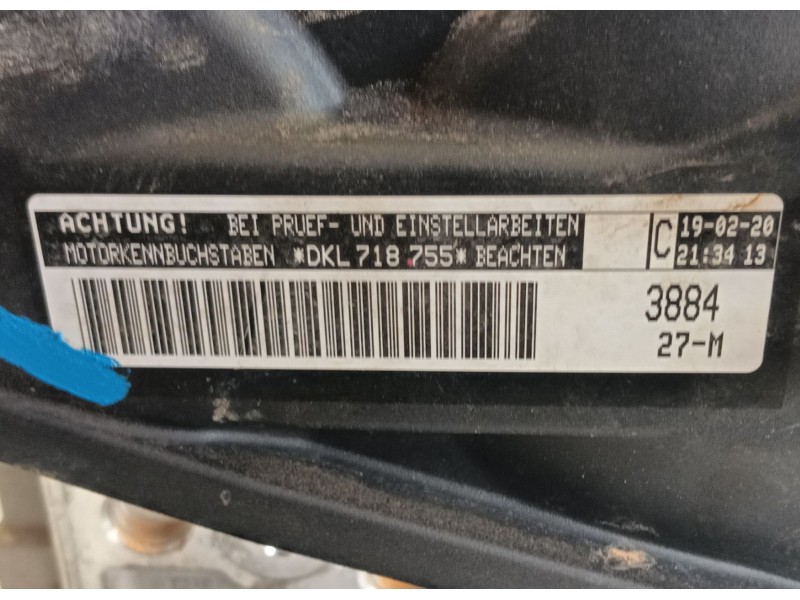 ACHTUNG! BEI PRUEF- UND EINSTELLARBEITEN
MOTORKENNBUCHSTABEN *DKL 718 755* BEACHTEN
C
19-02-20
21:34 13
3884
27-M